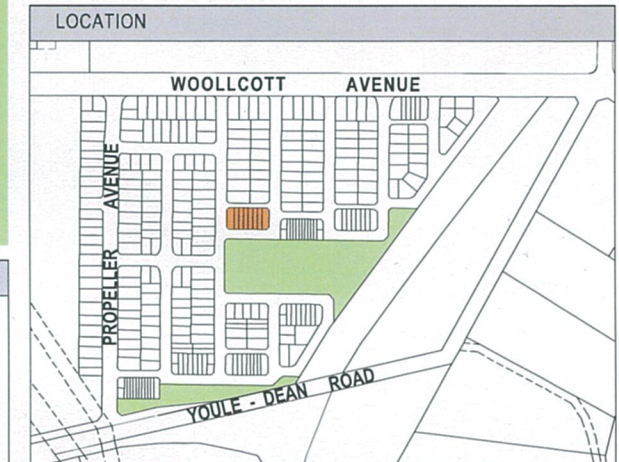 LOCATION
WOOLLCOTT AVENUE
PROPELLER AVENUE
YOULE - DEAN ROAD